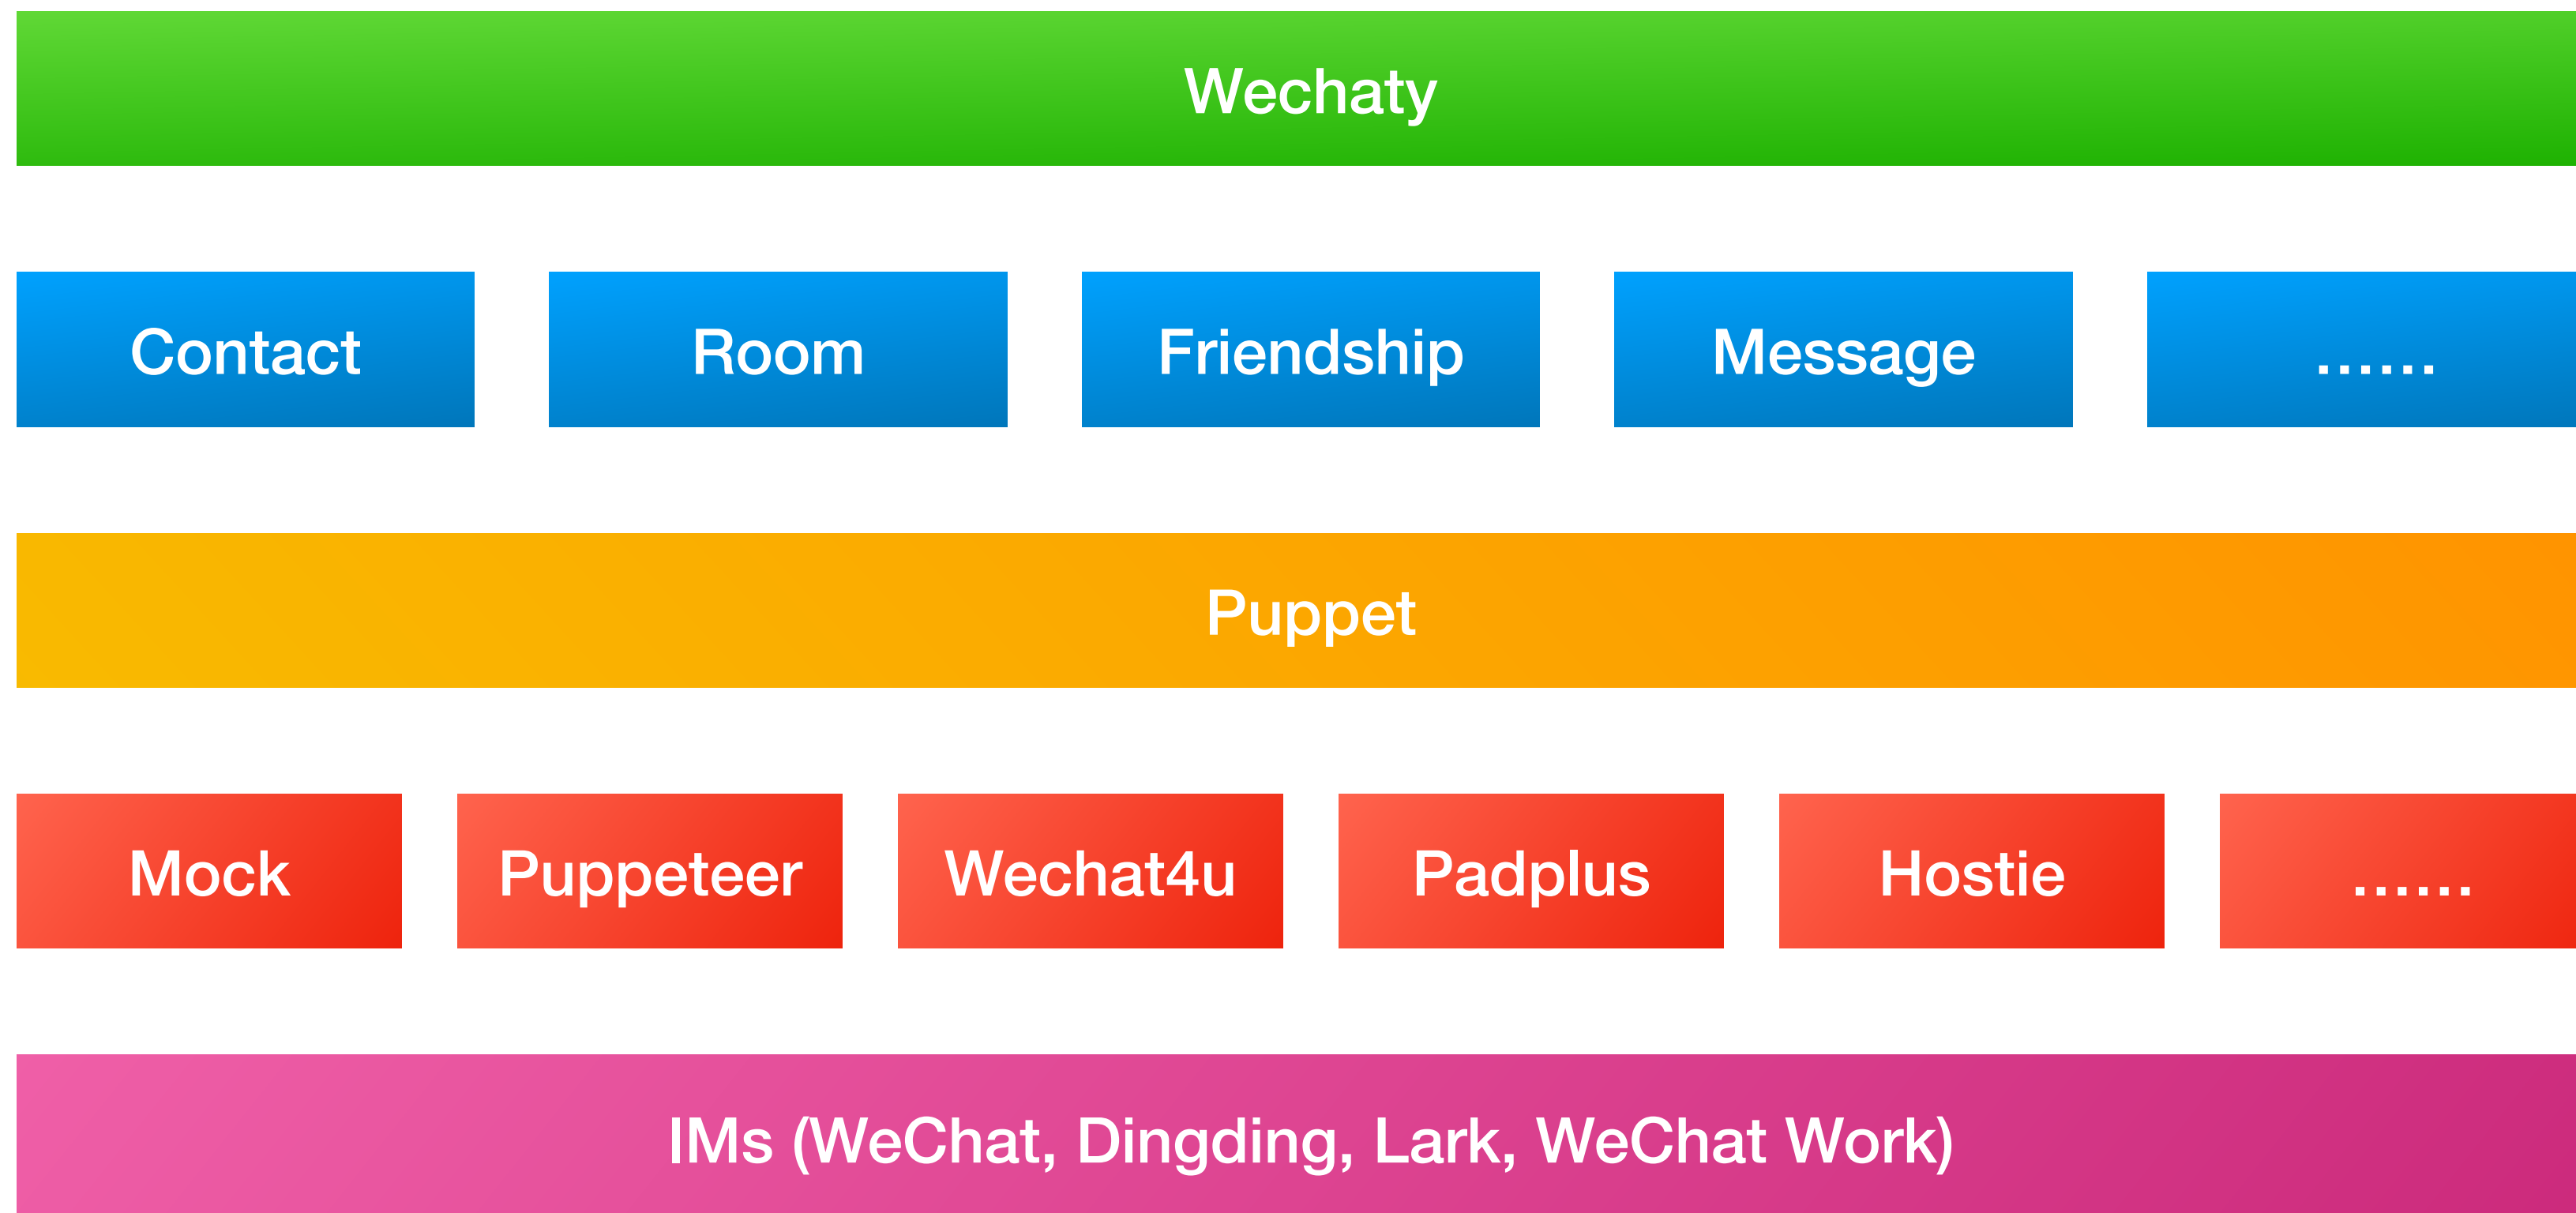 Wechaty
Contact Room Friendship Message ......
Puppet
Mock Puppeteer Wechat4u Padplus Hostie ......
IMs (WeChat, Dingding, Lark, WeChat Work)